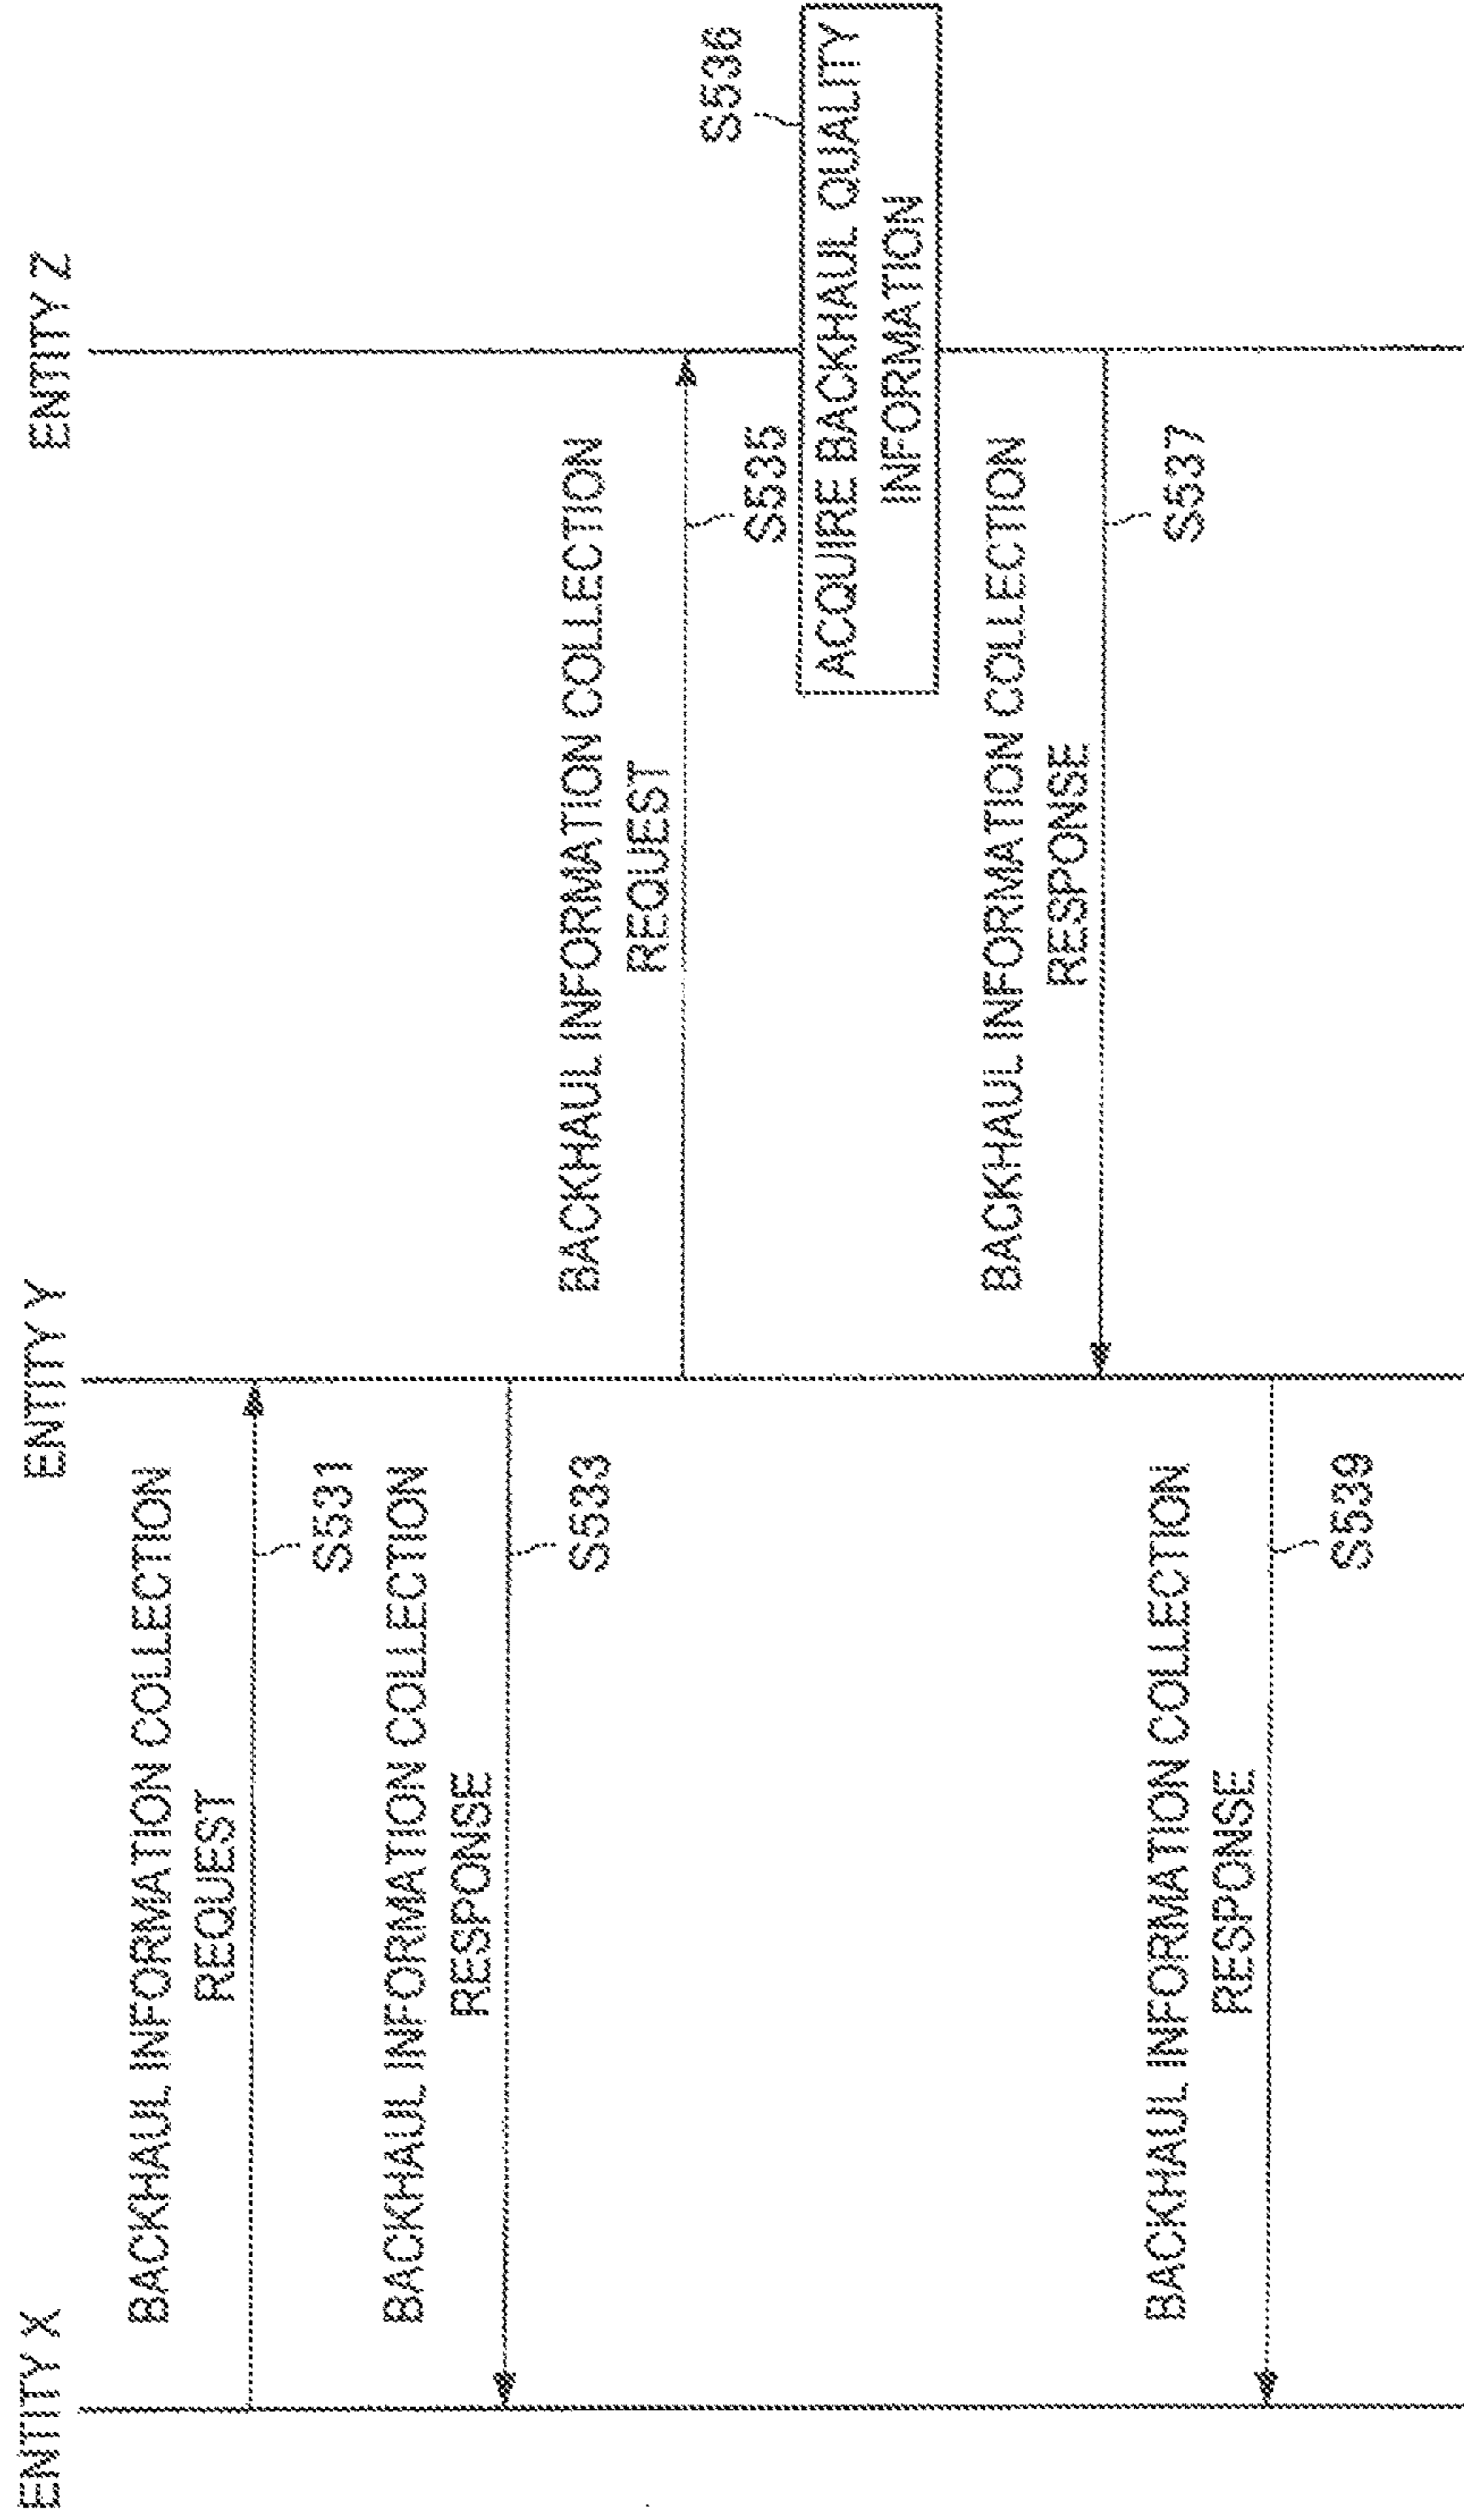 ENTITY X
ENTITY Y
ENTITY Z
BACKHAUL INFORMATION COLLECTION
REQUEST
S531
BACKHAUL INFORMATION COLLECTION
RESPONSE
S533
BACKHAUL INFORMATION COLLECTION
REQUEST
S535
S536
ACQUIRE BACKHAUL QUALITY
INFORMATION
BACKHAUL INFORMATION COLLECTION
RESPONSE
S537
BACKHAUL INFORMATION COLLECTION
RESPONSE
S539